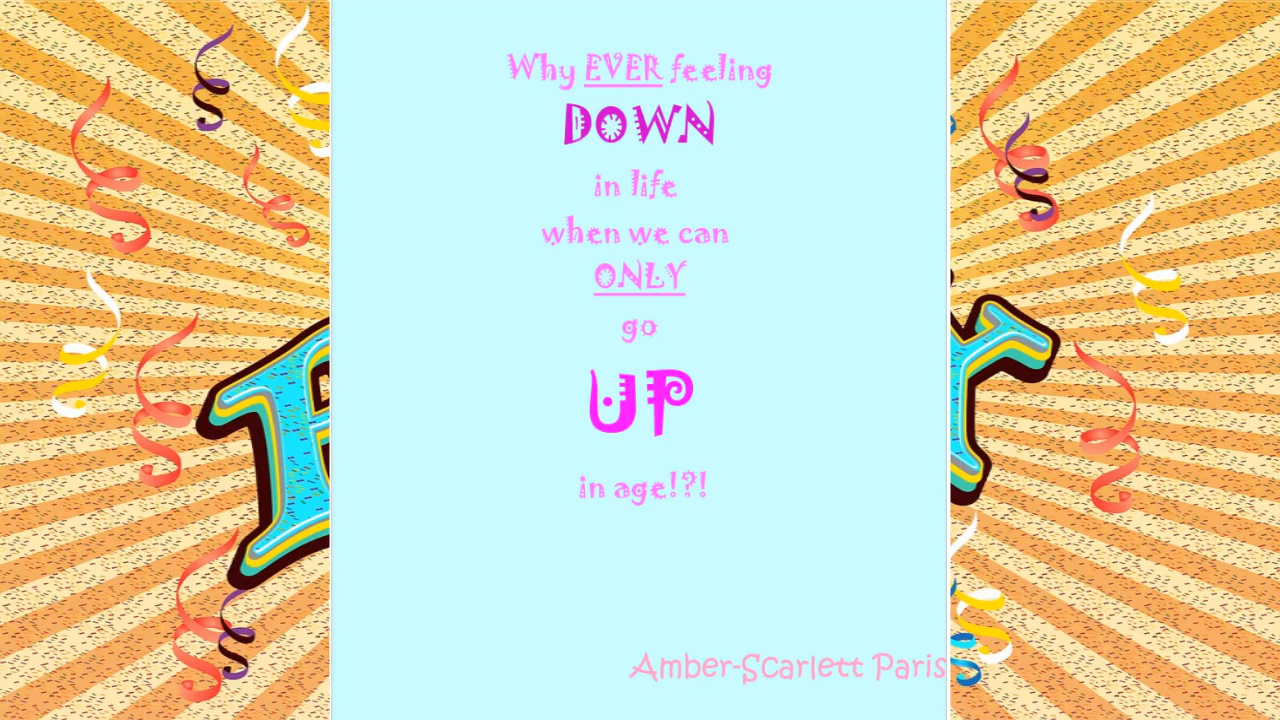 Why EVER feeling
DOWN
in life
when we can
ONLY
go
UP
in age!?!
Amber-Scarlett Paris